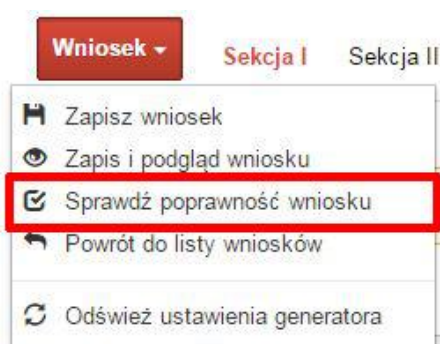 Wniosek Sekcja I Sekcja II
Zapisz wniosek
Zapis i podgląd wniosku
Sprawdź poprawność wniosku
Powrót do listy wniosków
Odśwież ustawienia generatora